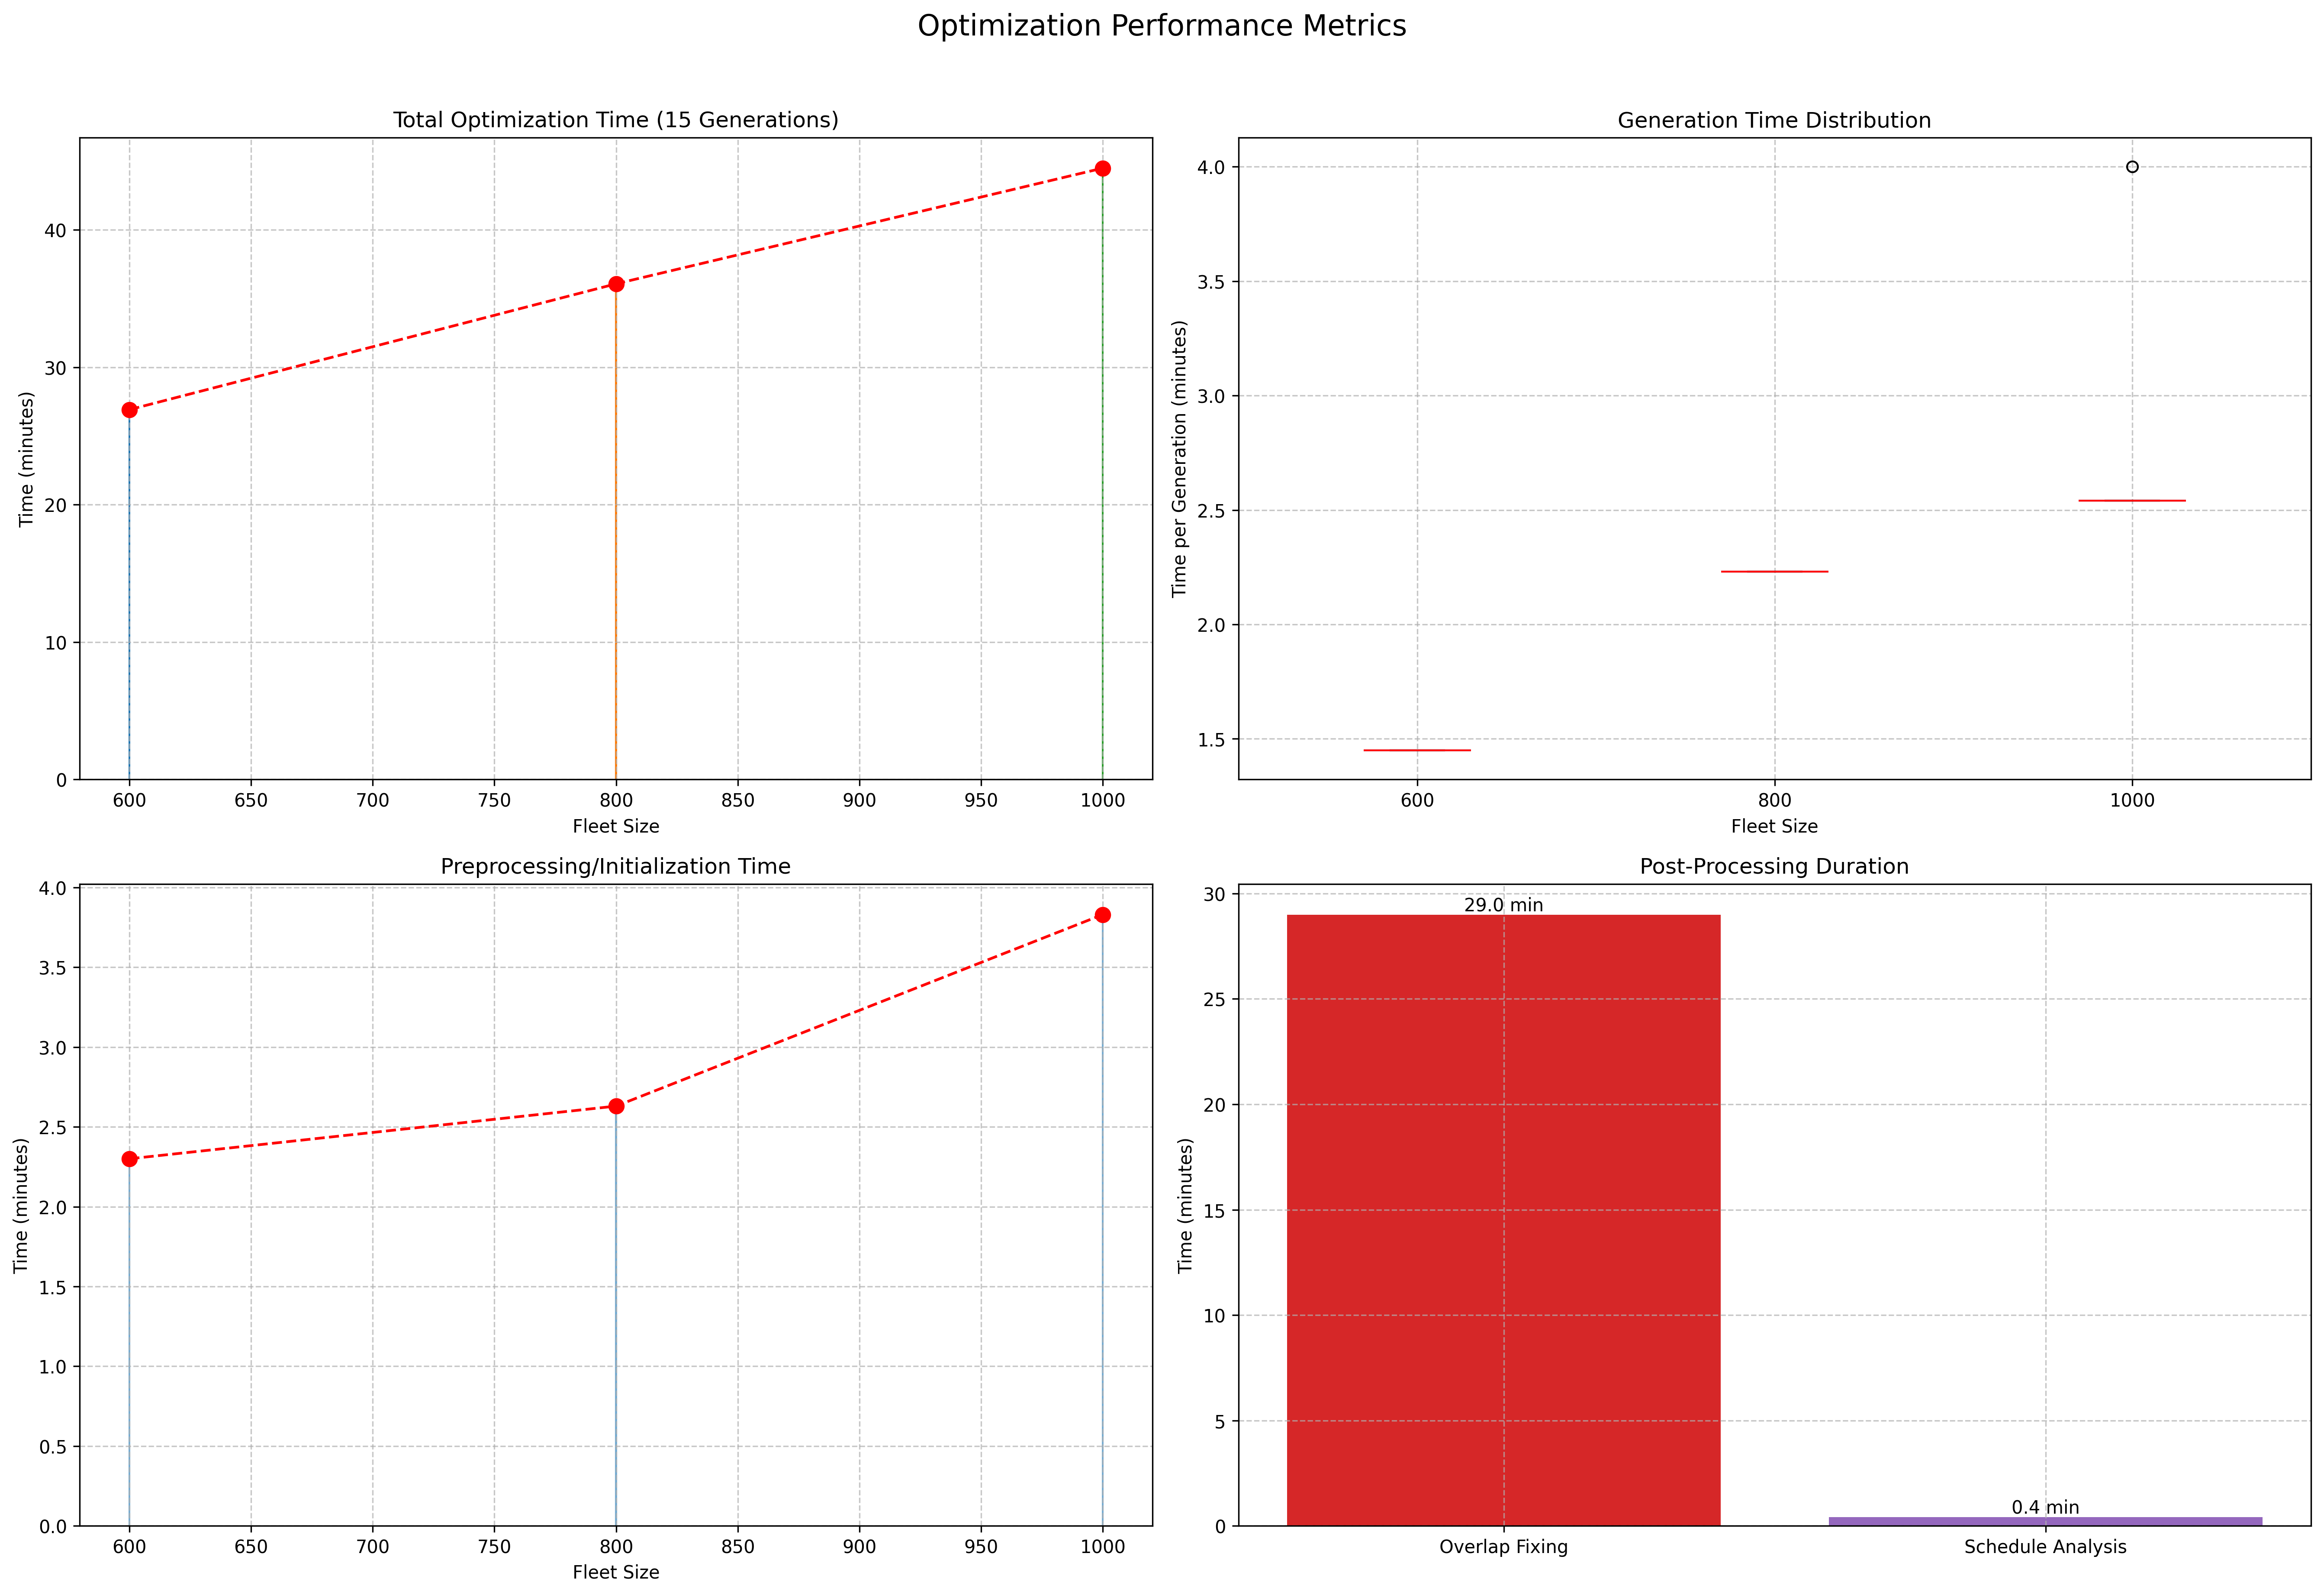 Optimization Performance Metrics
Total Optimization Time (15 Generations)
Time (minutes)
40
30
20
10
0
600 650 700 750 800 850 900 950 1000
Fleet Size
Generation Time Distribution
Time per Generation (minutes)
4.0
3.5
3.0
2.5
2.0
1.5
600 800 1000
Fleet Size
Preprocessing/Initialization Time
Time (minutes)
4.0
3.5
3.0
2.5
2.0
1.5
1.0
0.5
0.0
600 650 700 750 800 850 900 950 1000
Fleet Size
Post-Processing Duration
Time (minutes)
30
25
20
15
10
5
0
29.0 min
0.4 min
Overlap Fixing Schedule Analysis